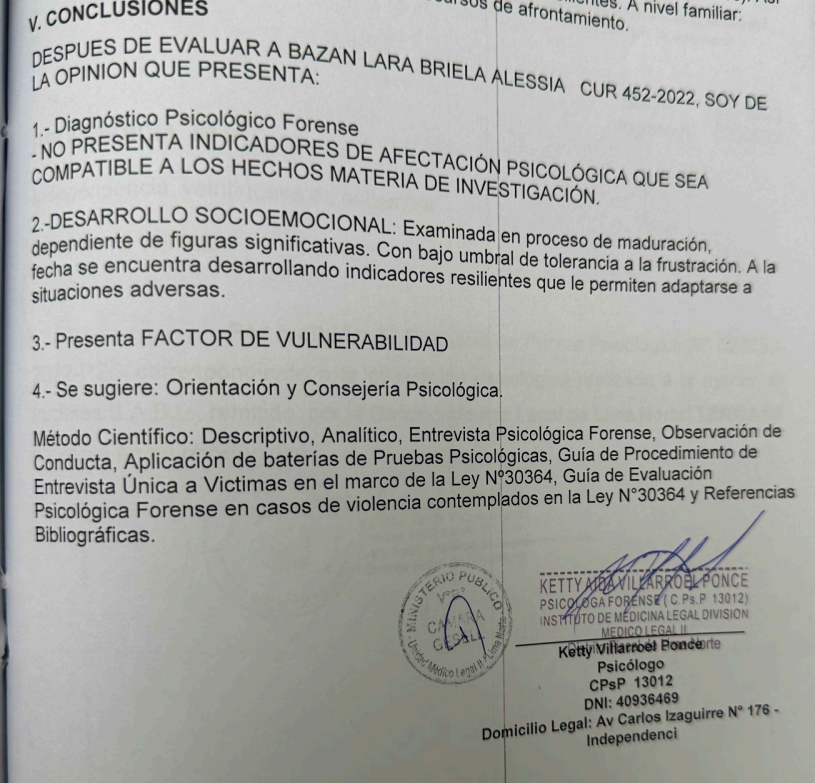 cursos de afrontamiento. A nivel familiar:
V. CONCLUSIONES
DESPUES DE EVALUAR A BAZAN LARA BRIELA ALESSIA CUR 452-2022, SOY DE
LA OPINION QUE PRESENTA:
1.- Diagnóstico Psicológico Forense
- NO PRESENTA INDICADORES DE AFECTACIÓN PSICOLÓGICA QUE SEA
COMPATIBLE A LOS HECHOS MATERIA DE INVESTIGACIÓN.
2.-DESARROLLO SOCIOEMOCIONAL: Examinada en proceso de maduración,
dependiente de figuras significativas. Con bajo umbral de tolerancia a la frustración. A la
fecha se encuentra desarrollando indicadores resilientes que le permiten adaptarse a
situaciones adversas.
3.- Presenta FACTOR DE VULNERABILIDAD
4.- Se sugiere: Orientación y Consejería Psicológica.
Método Científico: Descriptivo, Analítico, Entrevista Psicológica Forense, Observación de
Conducta, Aplicación de baterías de Pruebas Psicológicas, Guía de Procedimiento de
Entrevista Única a Victimas en el marco de la Ley N°30364, Guía de Evaluación
Psicológica Forense en casos de violencia contemplados en la Ley N°30364 y Referencias
Bibliográficas.
MINISTERIO PUBLICO
CAMARA
GESELL
Unidad Médico Legal II - Lima Norte
KETTY AIDA VILLARROEL PONCE
PSICOLOGA FORENSE ( C.Ps.P 13012)
INSTITUTO DE MEDICINA LEGAL DIVISION
MEDICO LEGAL II
Ketty Villarroel Ponce
Psicólogo
CPsP 13012
DNI: 40936469
Domicilio Legal: Av Carlos Izaguirre N° 176 -
Independenci